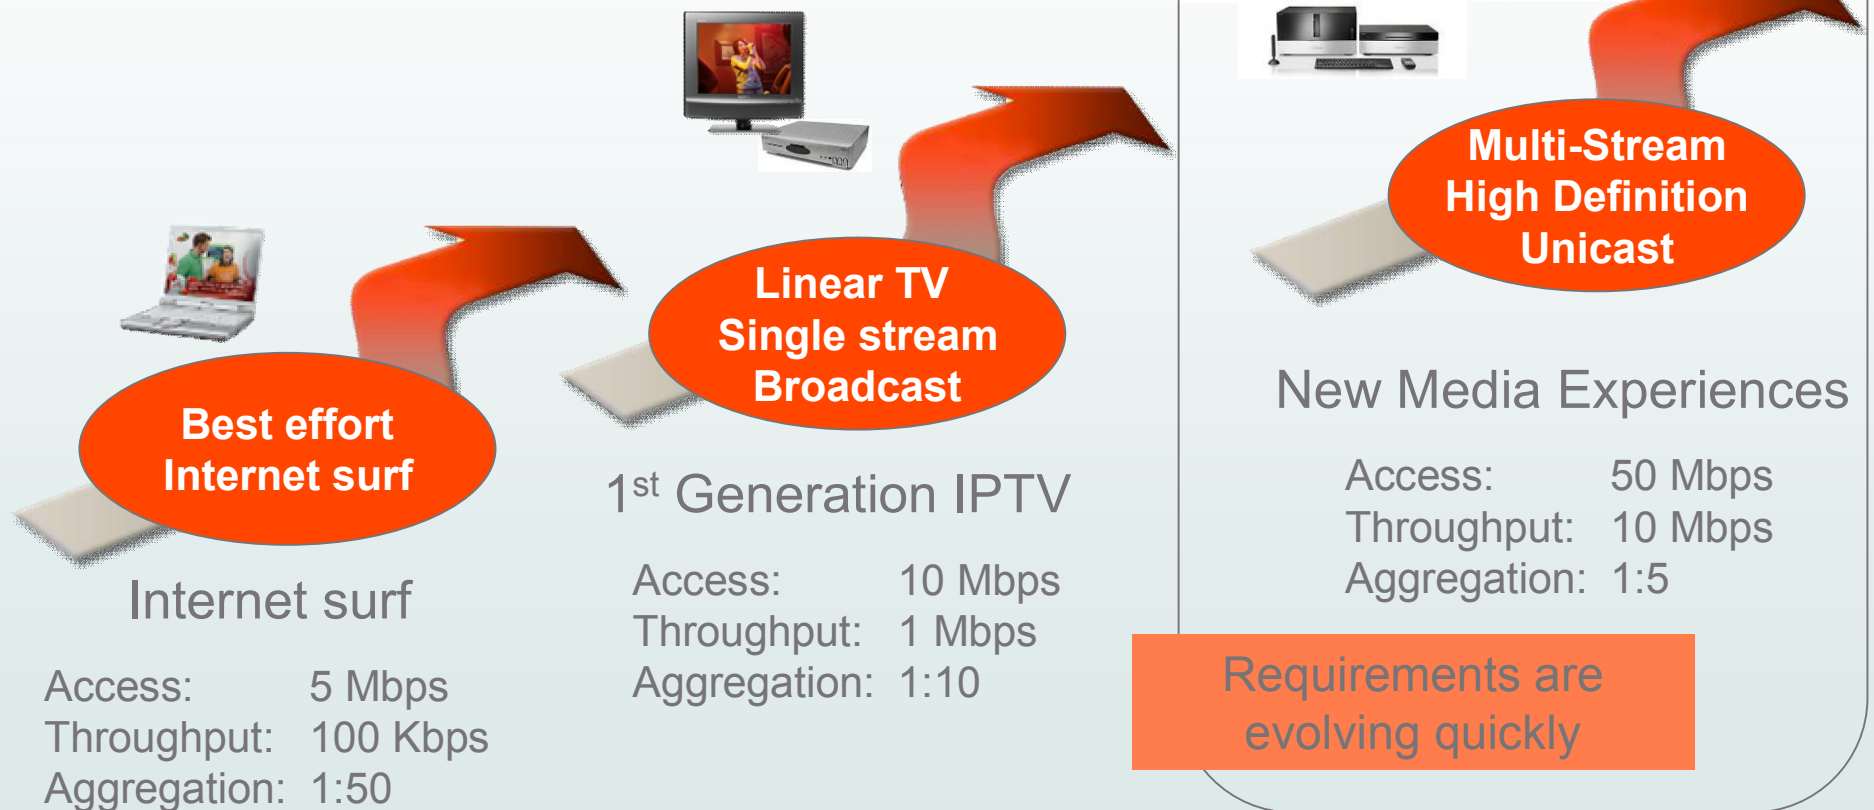 Best effort
Internet surf
Internet surf
Access: 5 Mbps
Throughput: 100 Kbps
Aggregation: 1:50
Linear TV
Single stream
Broadcast
1st Generation IPTV
Access: 10 Mbps
Throughput: 1 Mbps
Aggregation: 1:10
Multi-Stream
High Definition
Unicast
New Media Experiences
Access: 50 Mbps
Throughput: 10 Mbps
Aggregation: 1:5
Requirements are
evolving quickly